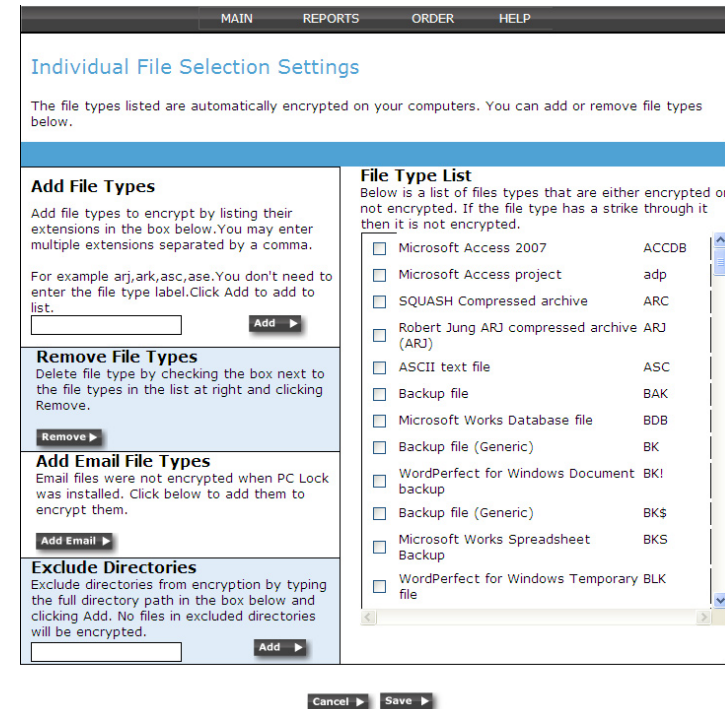 MAIN REPORTS ORDER HELP
Individual File Selection Settings
The file types listed are automatically encrypted on your computers. You can add or remove file types
below.
Add File Types
Add file types to encrypt by listing their
extensions in the box below.You may enter
multiple extensions separated by a comma.
For example arj,ark,asc,ase.You don't need to
enter the file type label.Click Add to add to
list.
Add
Remove File Types
Delete file type by checking the box next to
the file types in the list at right and clicking
Remove.
Remove
Add Email File Types
Email files were not encrypted when PC Lock
was installed. Click below to add them to
encrypt them.
Add Email
Exclude Directories
Exclude directories from encryption by typing
the full directory path in the box below and
clicking Add. No files in excluded directories
will be encrypted.
Add
File Type List
Below is a list of files types that are either encrypted or
not encrypted. If the file type has a strike through it
then it is not encrypted.
Microsoft Access 2007 ACCDB
Microsoft Access project adp
SQUASH Compressed archive ARC
Robert Jung ARJ compressed archive ARJ
(ARJ)
ASCII text file ASC
Backup file BAK
Microsoft Works Database file BDB
Backup file (Generic) BK
WordPerfect for Windows Document BK!
backup
Backup file (Generic) BK$
Microsoft Works Spreadsheet BKS
Backup
WordPerfect for Windows Temporary BLK
file
Cancel Save